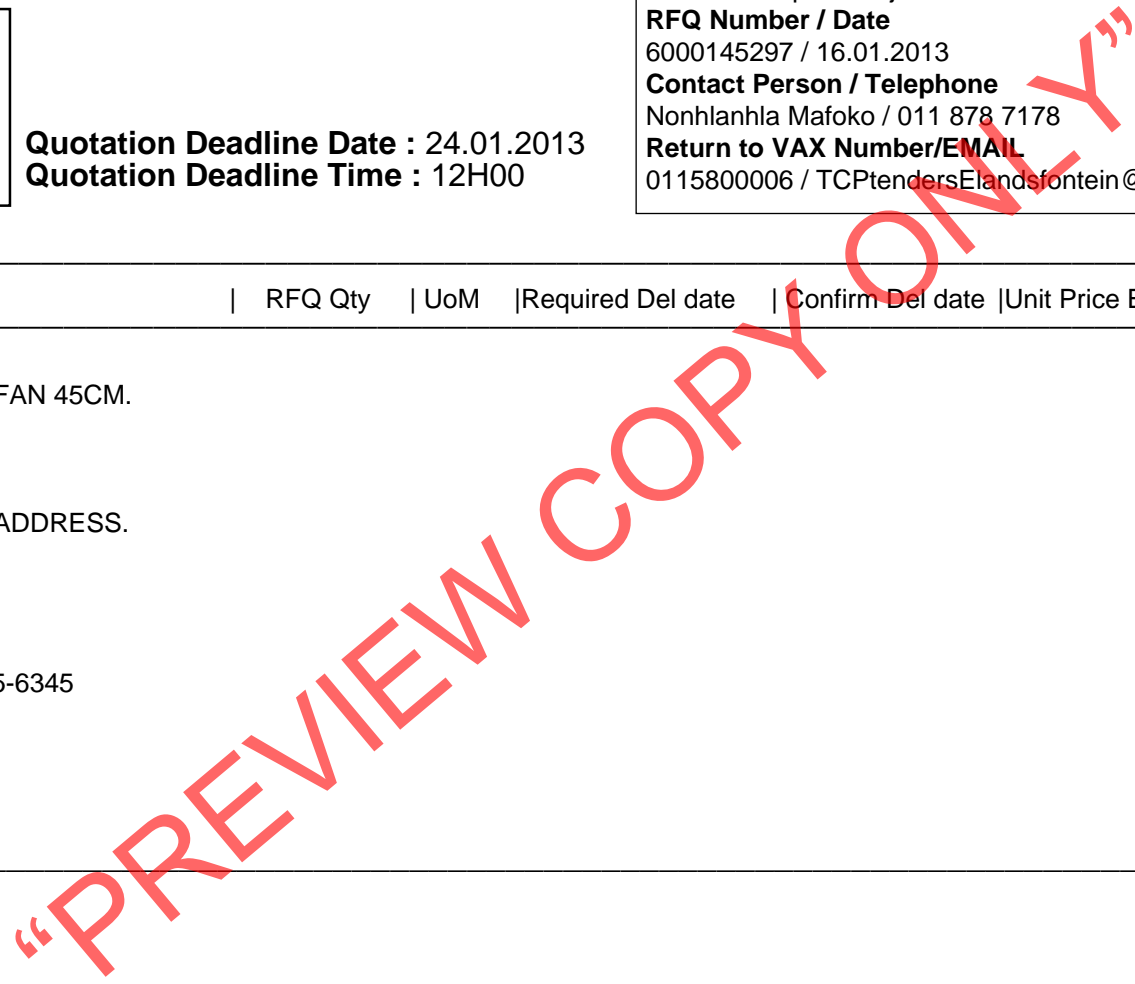 RFQ Number / Date
6000145297 / 16.01.2013
Contact Person / Telephone
Nonhlanhla Mafoko / 011 878 7178
Return to VAX Number/EMAIL
0115800006 / TCPtendersElandsfontein@
Quotation Deadline Date : 24.01.2013
Quotation Deadline Time : 12H00
| RFQ Qty | UoM |Required Del date | Confirm Del date |Unit Price E
FAN 45CM.
ADDRESS.
5-6345
“PREVIEW COPY ONLY”